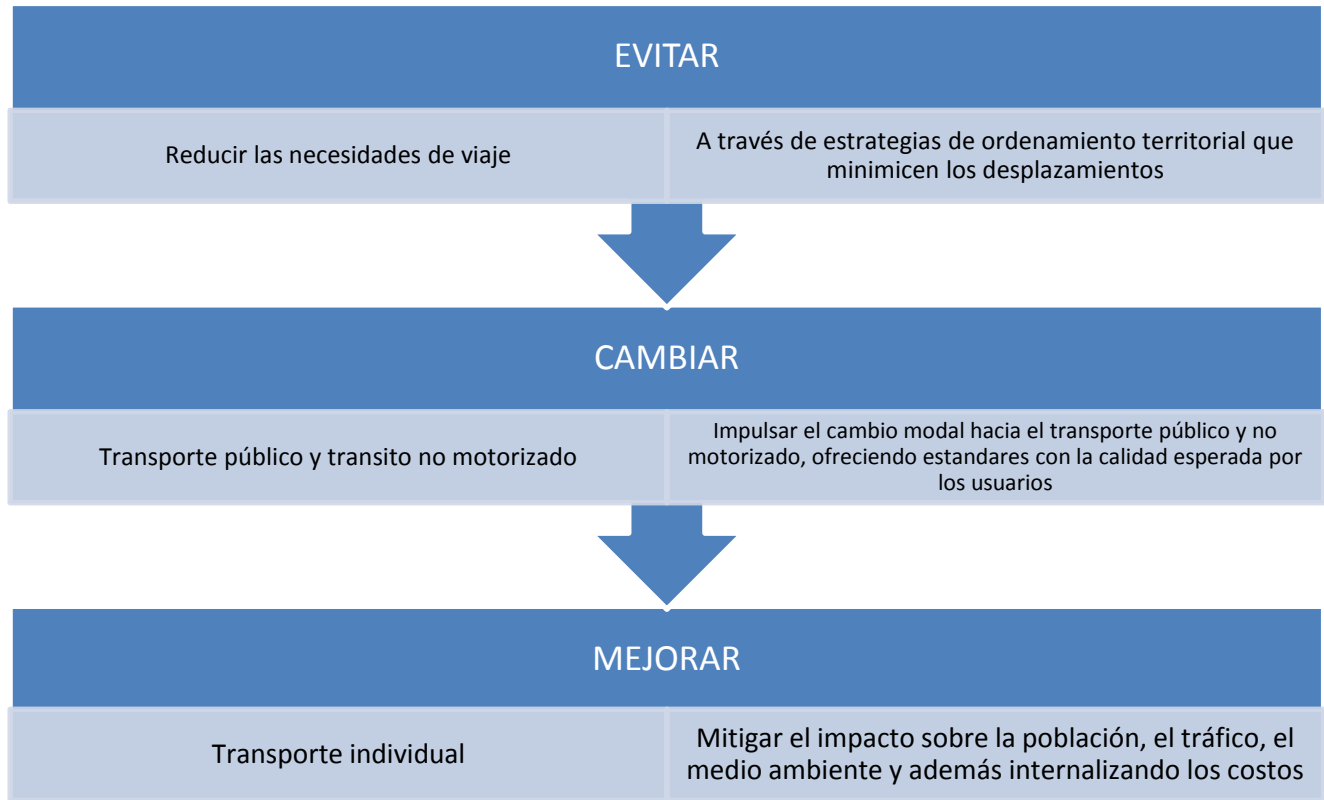 EVITAR
Reducir las necesidades de viaje
A través de estrategias de ordenamiento territorial que
minimicen los desplazamientos
CAMBIAR
Transporte público y transito no motorizado
Impulsar el cambio modal hacia el transporte público y no
motorizado, ofreciendo estandares con la calidad esperada por
los usuarios
MEJORAR
Transporte individual
Mitigar el impacto sobre la población, el tráfico, el
medio ambiente y además internalizando los costos